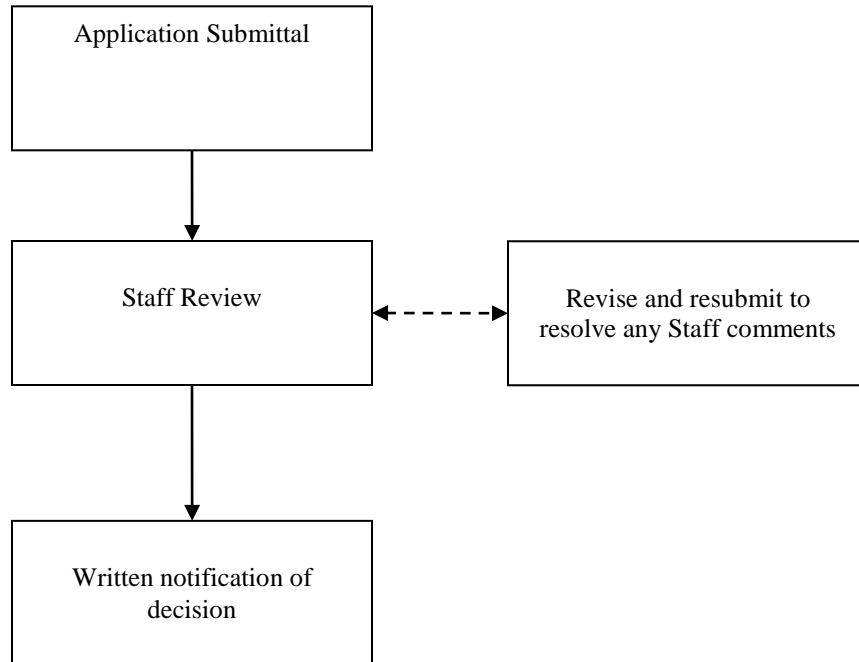 Application Submittal
Staff Review
Revise and resubmit to
resolve any Staff comments
Written notification of
decision